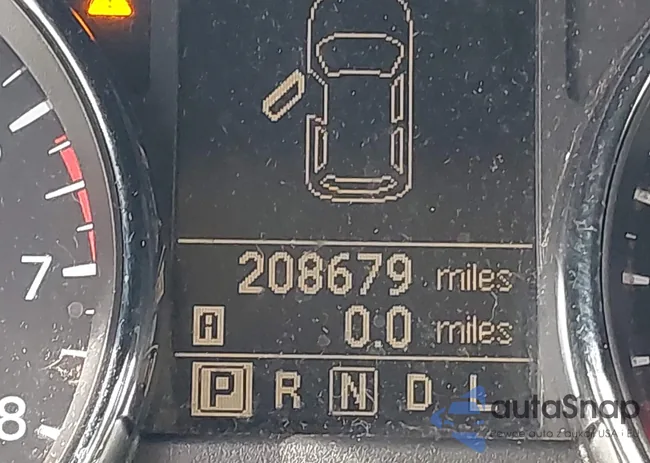 7
8
208679 miles
A 0.0 miles
P R N D L
autoSnap